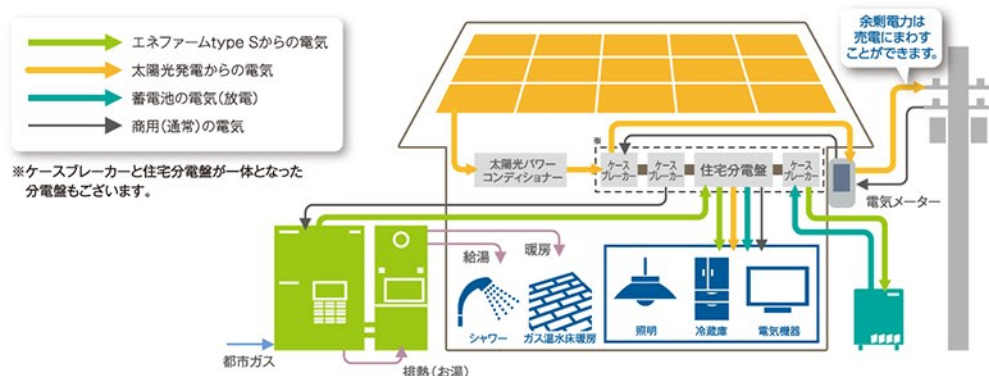 エネファームtype Sからの電気
太陽光発電からの電気
蓄電池の電気(放電)
商用(通常)の電気
※ケースブレーカーと住宅分電盤が一体となった
分電盤もございます。
余剰電力は
売電にまわす
ことができます。
※
太陽光パワー
コンディショナー
ケース
ブレーカー
ケース
ブレーカー
住宅分電盤
ケース
ブレーカー
電気メーター
給湯
暖房
シャワー
ガス温水床暖房
照明
冷蔵庫
電気機器
都市ガス
排熱(お湯)